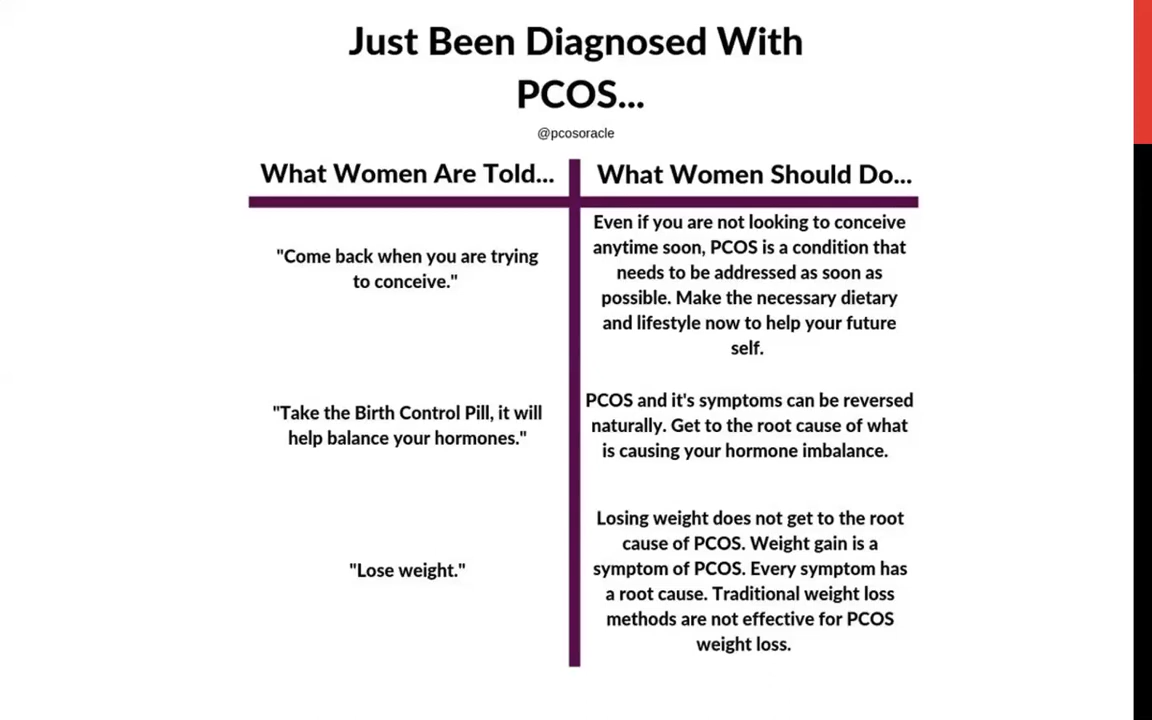 Just Been Diagnosed With
PCOS...
@pcosoracle
What Women Are Told...
What Women Should Do...
"Come back when you are trying
to conceive."
Even if you are not looking to conceive
anytime soon, PCOS is a condition that
needs to be addressed as soon as
possible. Make the necessary dietary
and lifestyle now to help your future
self.
"Take the Birth Control Pill, it will
help balance your hormones."
PCOS and it's symptoms can be reversed
naturally. Get to the root cause of what
is causing your hormone imbalance.
"Lose weight."
Losing weight does not get to the root
cause of PCOS. Weight gain is a
symptom of PCOS. Every symptom has
a root cause. Traditional weight loss
methods are not effective for PCOS
weight loss.